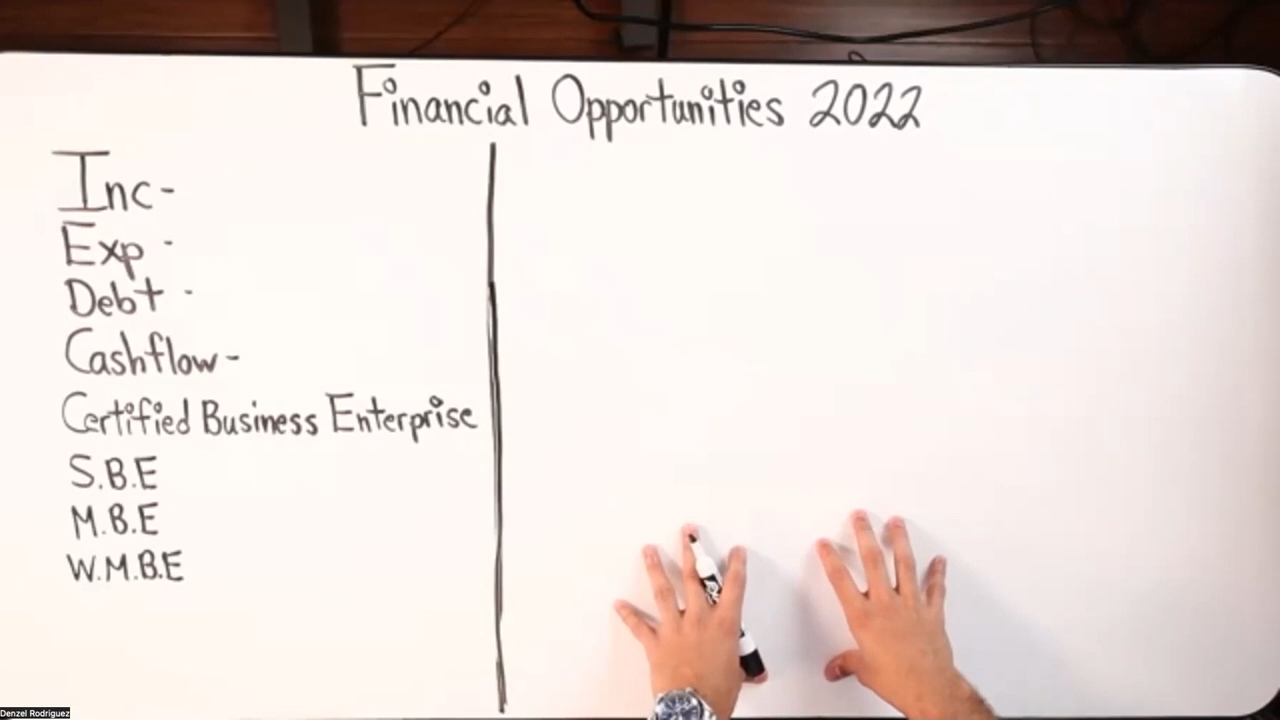 Financial Opportunities 2022
Inc-
Exp -
Debt -
Cashflow -
Certified Business Enterprise
S.B.E
M.B.E
W.M.B.E
Denzel Rodriguez